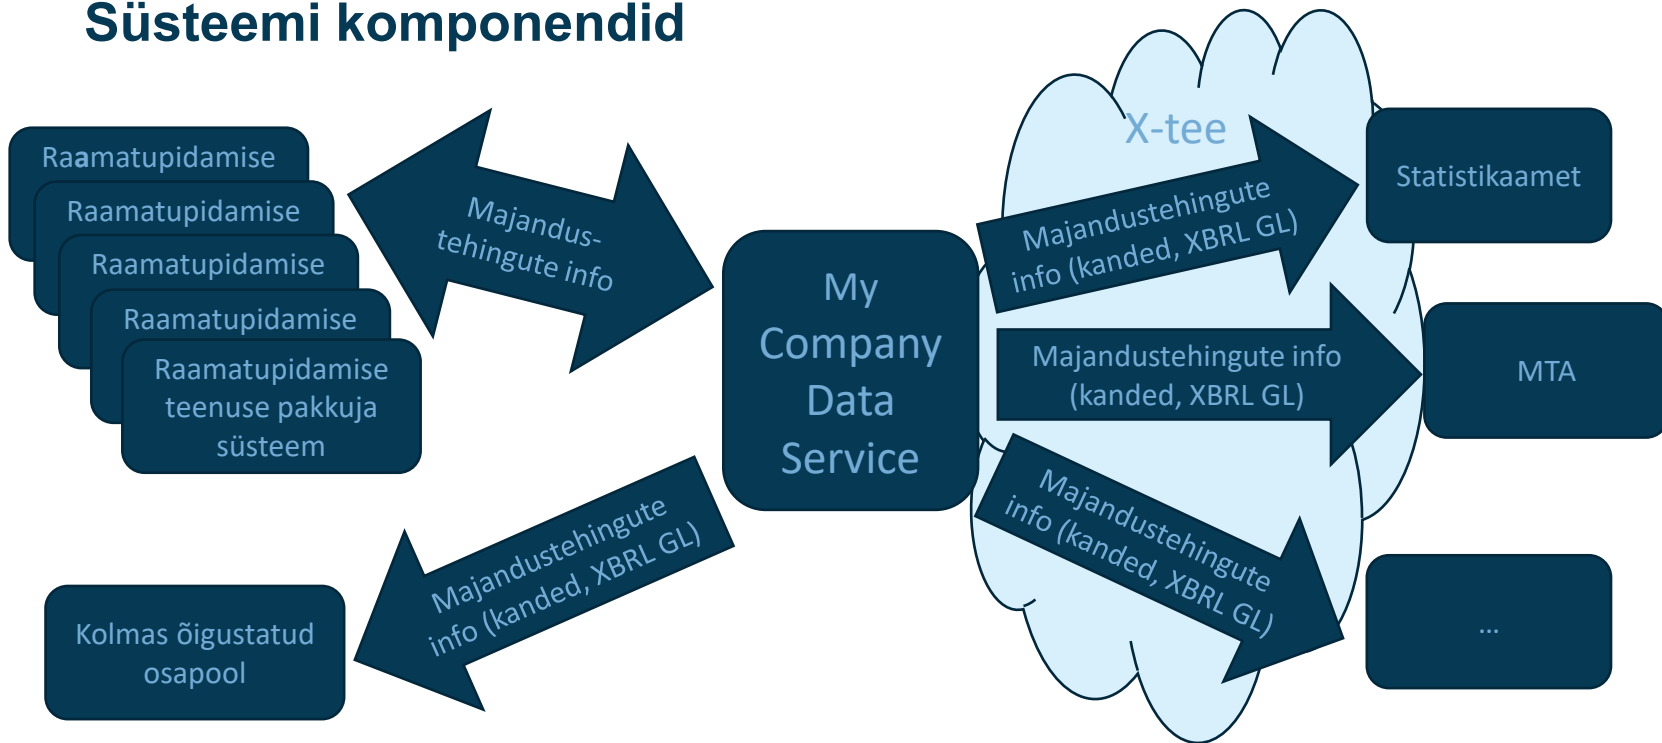 Süsteemi komponendid
Raamatupidamise
Raamatupidamise
Raamatupidamise
Raamatupidamise
Raamatupidamise
teenuse pakkuja
süsteem
Majandus-
tehingute info
My
Company
Data
Service
X-tee
Majandustehingute
info (kanded, XBRL GL)
Statistikaamet
Majandustehingute info
(kanded, XBRL GL)
MTA
Majandustehingute
info (kanded, XBRL GL)
...
Majandustehingute
info (kanded, XBRL GL)
Kolmas õigustatud
osapool